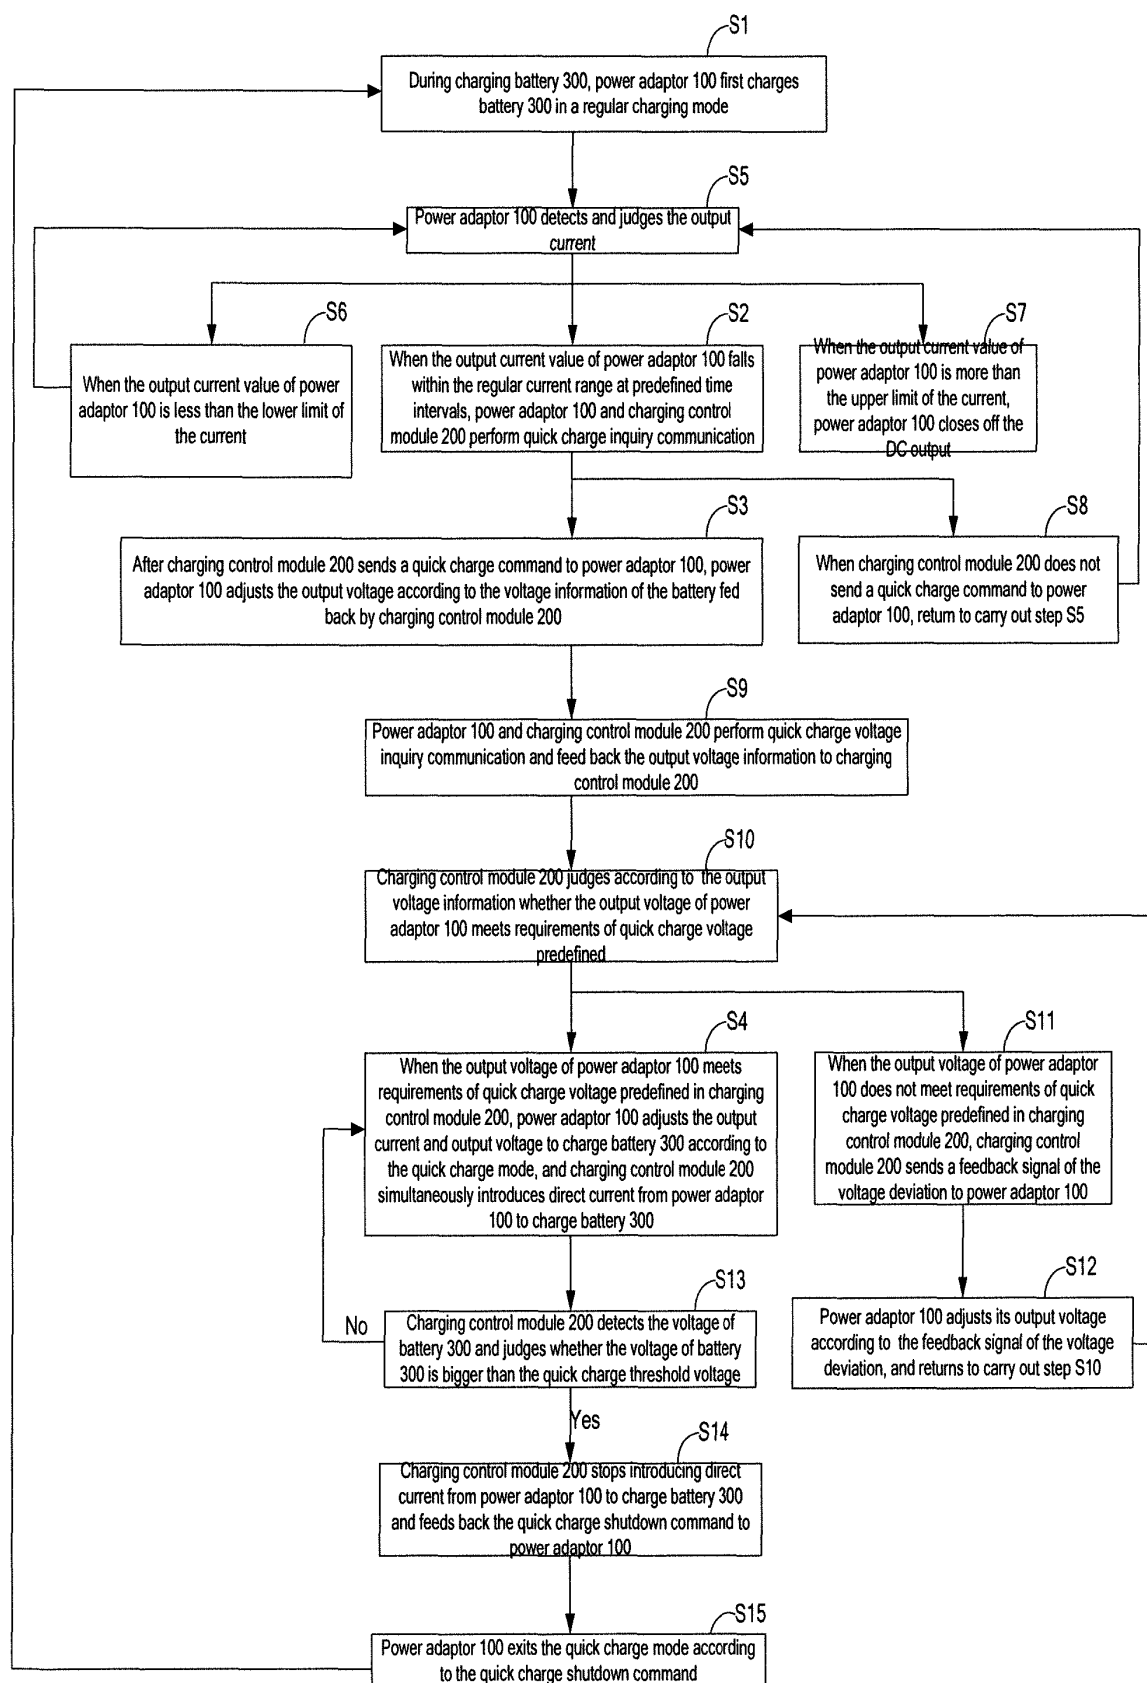 S1
During charging battery 300, power adaptor 100 first charges
battery 300 in a regular charging mode
S5
Power adaptor 100 detects and judges the output
current
S6
When the output current value of power
adaptor 100 is less than the lower limit of
the current
S2
When the output current value of power adaptor 100 falls
within the regular current range at predefined time
intervals, power adaptor 100 and charging control
module 200 perform quick charge inquiry communication
S7
When the output current value of
power adaptor 100 is more than
the upper limit of the current,
power adaptor 100 closes off the
DC output
S3
After charging control module 200 sends a quick charge command to power adaptor 100, power
adaptor 100 adjusts the output voltage according to the voltage information of the battery fed
back by charging control module 200
S8
When charging control module 200 does not
send a quick charge command to power
adaptor 100, return to carry out step S5
S9
Power adaptor 100 and charging control module 200 perform quick charge voltage
inquiry communication and feed back the output voltage information to charging
control module 200
S10
Charging control module 200 judges according to the output
voltage information whether the output voltage of power
adaptor 100 meets requirements of quick charge voltage
predefined
S4
When the output voltage of power adaptor 100 meets
requirements of quick charge voltage predefined in charging
control module 200, power adaptor 100 adjusts the output
current and output voltage to charge battery 300 according to
the quick charge mode, and charging control module 200
simultaneously introduces direct current from power adaptor
100 to charge battery 300
S11
When the output voltage of power adaptor
100 does not meet requirements of quick
charge voltage predefined in charging
control module 200, charging control
module 200 sends a feedback signal of the
voltage deviation to power adaptor 100
S13
No
Charging control module 200 detects the voltage of
battery 300 and judges whether the voltage of battery
300 is bigger than the quick charge threshold voltage
S12
Power adaptor 100 adjusts its output voltage
according to the feedback signal of the voltage
deviation, and returns to carry out step S10
Yes
S14
Charging control module 200 stops introducing direct
current from power adaptor 100 to charge battery 300
and feeds back the quick charge shutdown command to
power adaptor 100
S15
Power adaptor 100 exits the quick charge mode according
to the quick charge shutdown command